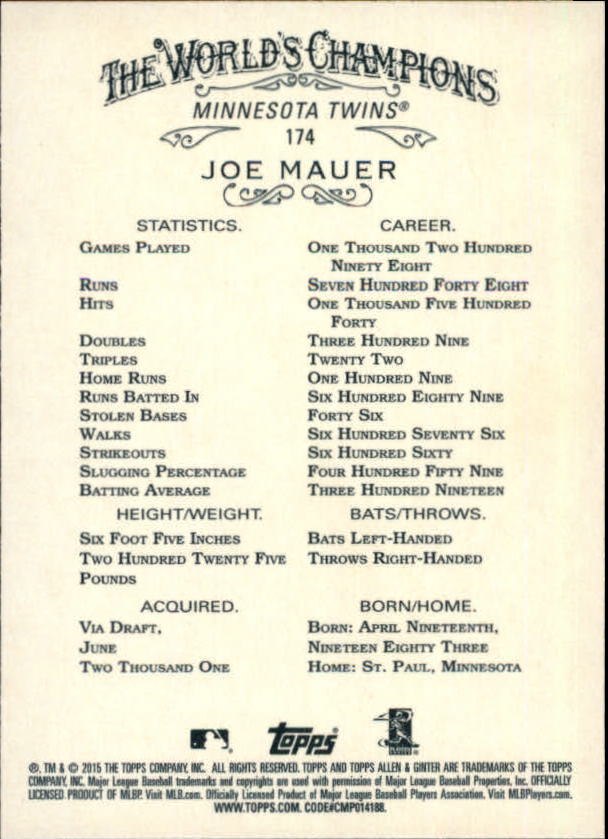 THE WORLD'S CHAMPIONS
MINNESOTA TWINS®
174
JOE MAUER
STATISTICS. CAREER.
GAMES PLAYED ONE THOUSAND TWO HUNDRED
NINETY EIGHT
RUNS SEVEN HUNDRED FORTY EIGHT
HITS ONE THOUSAND FIVE HUNDRED
FORTY
DOUBLES THREE HUNDRED NINE
TRIPLES TWENTY TWO
HOME RUNS ONE HUNDRED NINE
RUNS BATTED IN SIX HUNDRED EIGHTY NINE
STOLEN BASES FORTY SIX
WALKS SIX HUNDRED SEVENTY SIX
STRIKEOUTS SIX HUNDRED SIXTY
SLUGGING PERCENTAGE FOUR HUNDRED FIFTY NINE
BATTING AVERAGE THREE HUNDRED NINETEEN
HEIGHT/WEIGHT. BATS/THROWS.
SIX FOOT FIVE INCHES BATS LEFT-HANDED
TWO HUNDRED TWENTY FIVE THROWS RIGHT-HANDED
POUNDS
ACQUIRED. BORN/HOME.
VIA DRAFT, BORN: APRIL NINETEENTH,
JUNE NINETEEN EIGHTY THREE
TWO THOUSAND ONE HOME: ST. PAUL, MINNESOTA
topps
®, TM & © 2015 THE TOPPS COMPANY, INC. ALL RIGHTS RESERVED. TOPPS AND TOPPS ALLEN & GINTER ARE TRADEMARKS OF THE TOPPS
COMPANY, INC. Major League Baseball trademarks and copyrights are used with permission of Major League Baseball Properties, Inc. OFFICIALLY
LICENSED PRODUCT OF MLBP. Visit MLB.com. Officially Licensed Product of Major League Baseball Players Association. Visit MLBPlayers.com.
WWW.TOPPS.COM. CODE#CMP014188.